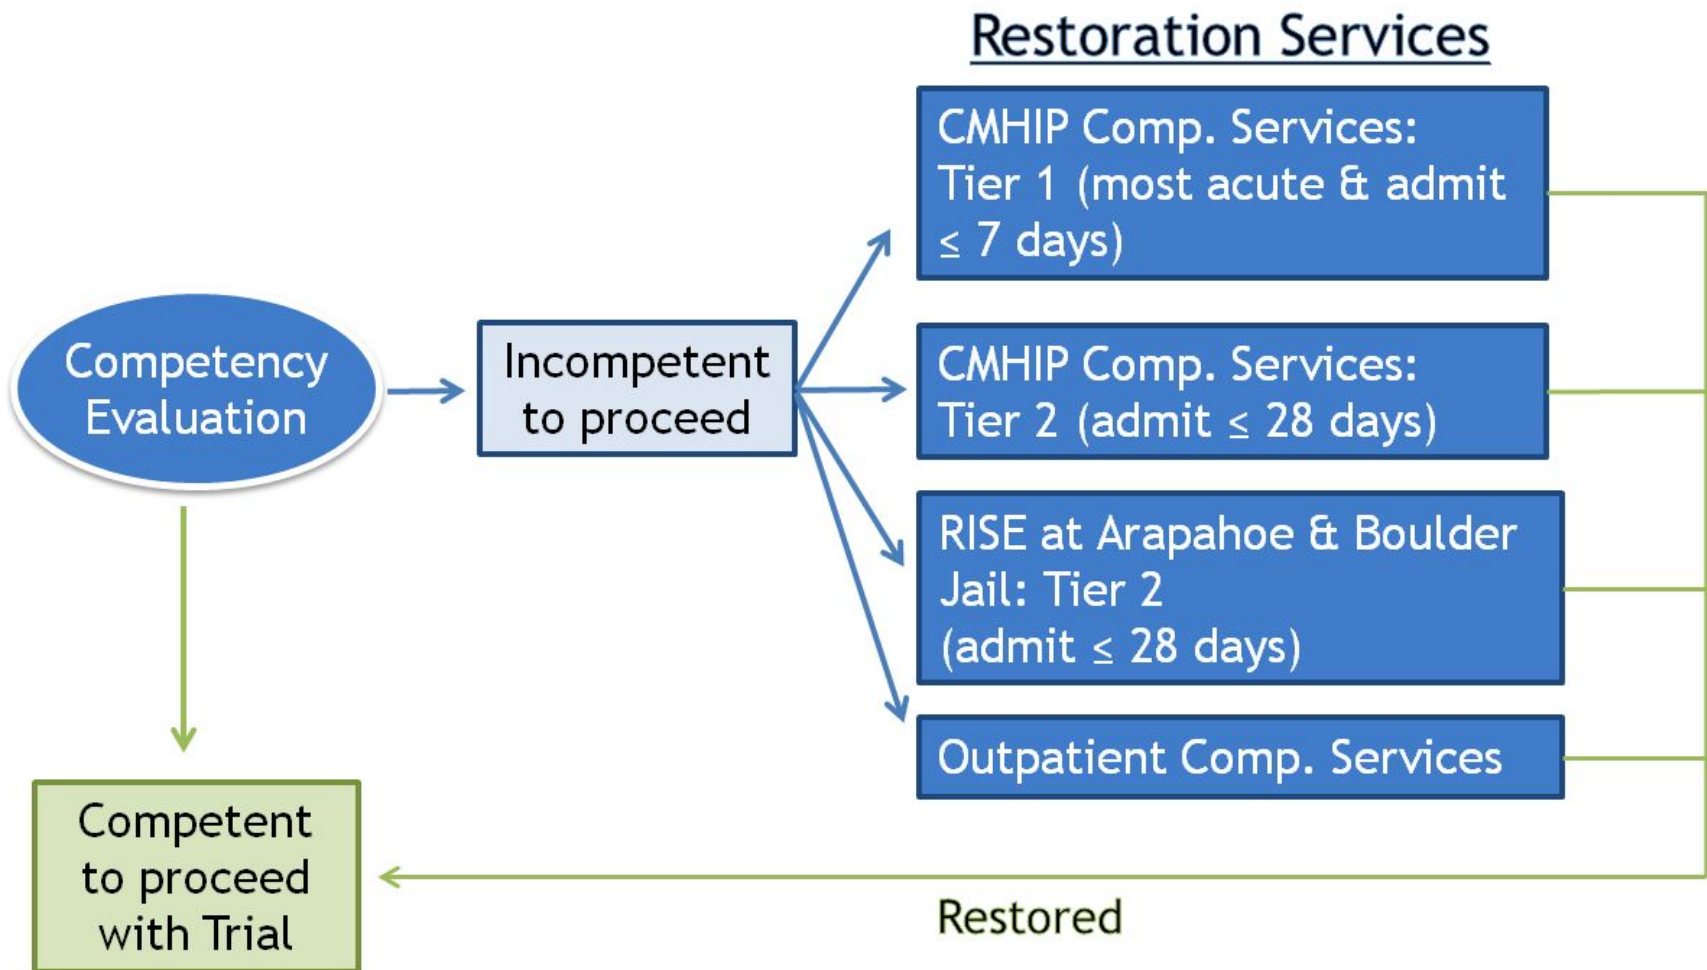 Restoration Services
CMHIP Comp. Services:
Tier 1 (most acute & admit
≤ 7 days)
Competency
Evaluation
Incompetent
to proceed
CMHIP Comp. Services:
Tier 2 (admit ≤ 28 days)
RISE at Arapahoe & Boulder
Jail: Tier 2
(admit ≤ 28 days)
Outpatient Comp. Services
Competent
to proceed
with Trial
Restored